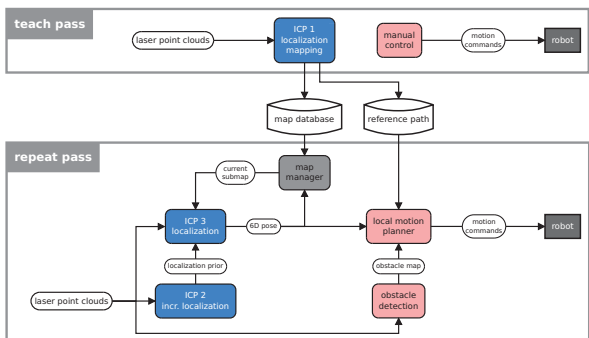 teach pass
laser point clouds
ICP 1
localization
mapping
manual
control
motion
commands
robot
map database
reference path
repeat pass
current
submap
map
manager
ICP 3
localization
6D pose
local motion
planner
motion
commands
robot
localization prior
obstacle map
laser point clouds
ICP 2
incr. localization
obstacle
detection